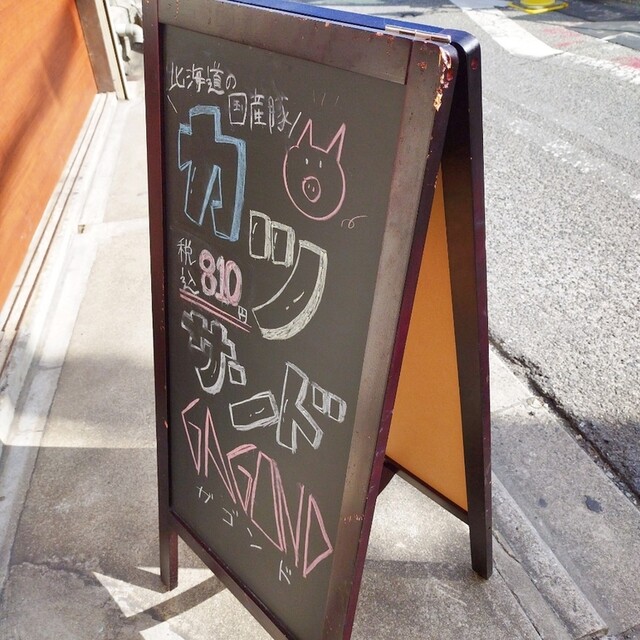 北海道の
国産豚
カツ
税込810円
サンド
GAGOND
ガゴンド